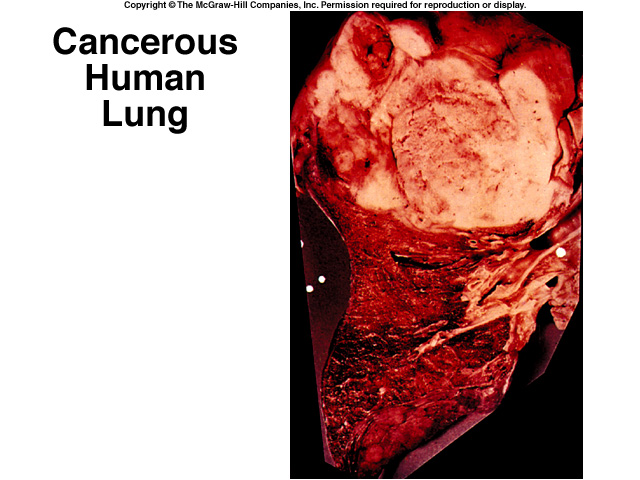 Copyright © The McGraw-Hill Companies, Inc. Permission required for reproduction or display.
Cancerous
Human
Lung